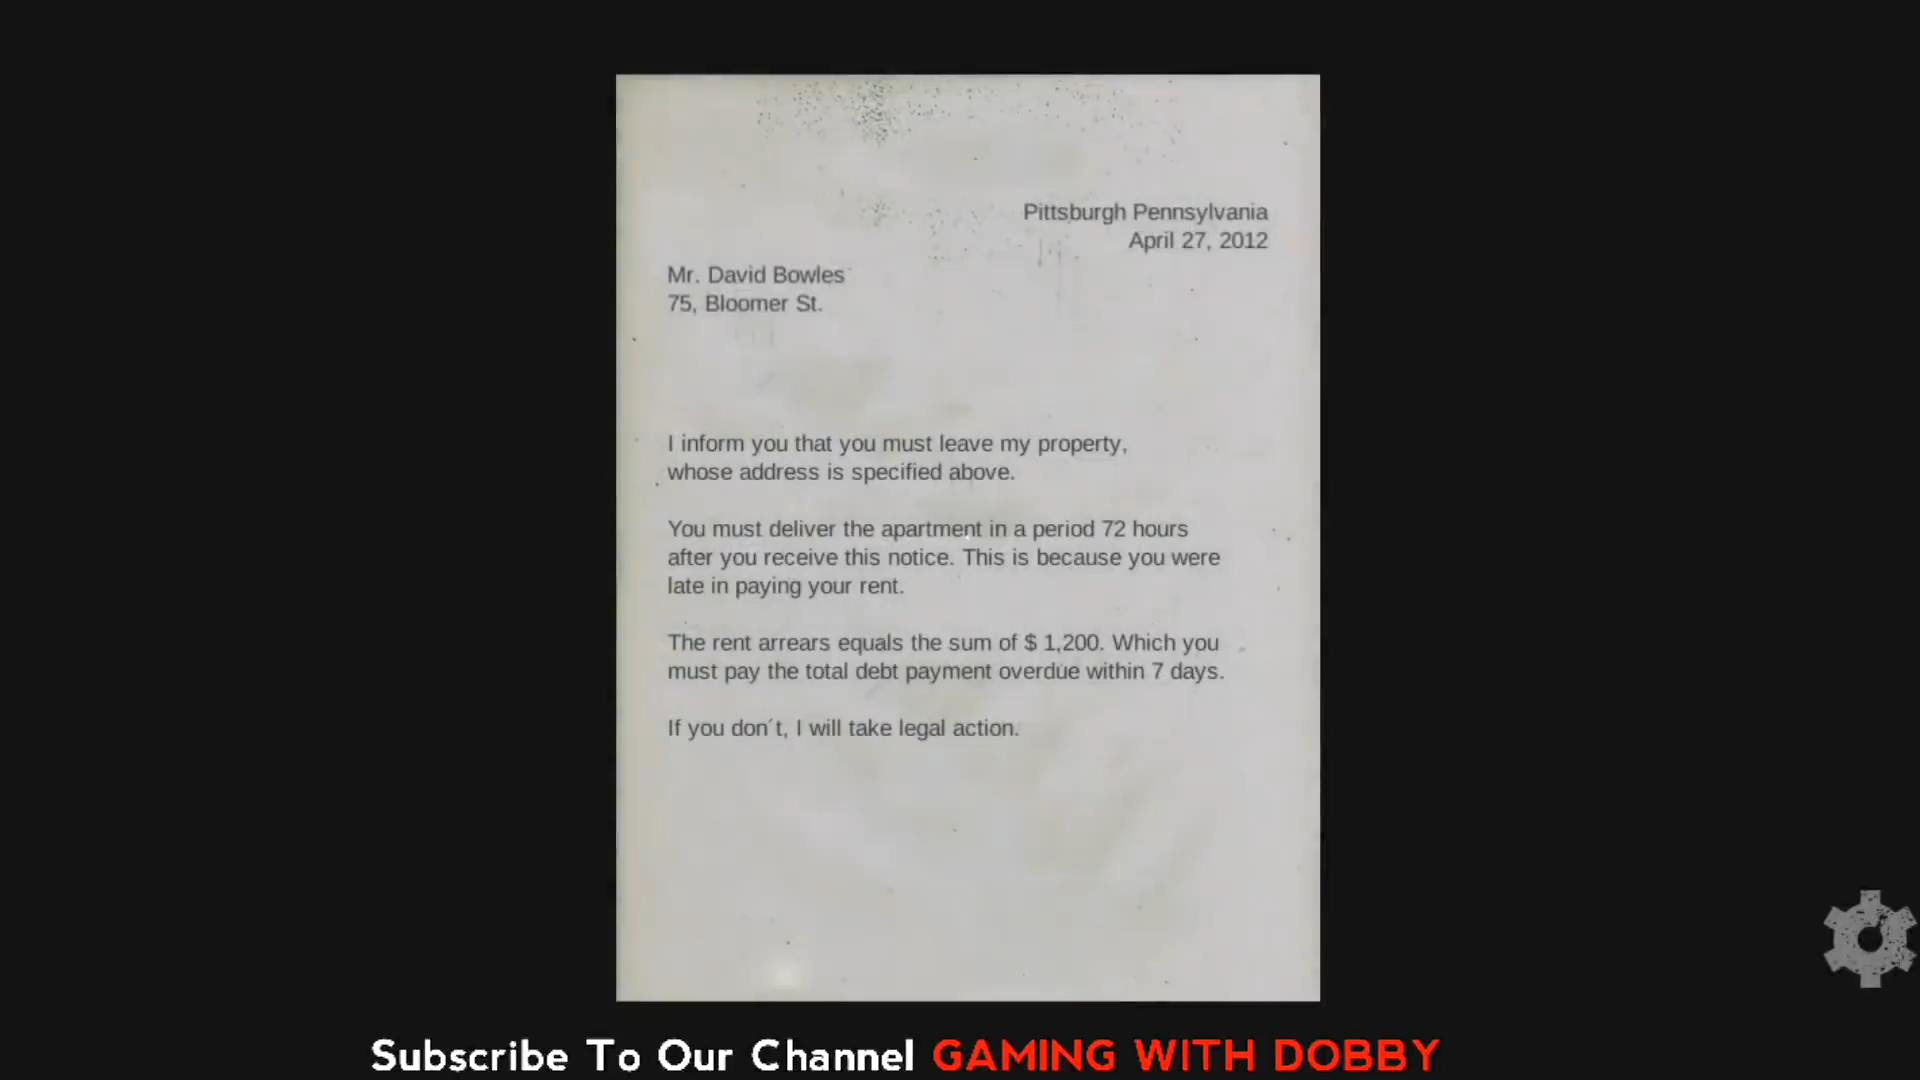 Pittsburgh Pennsylvania
April 27, 2012
Mr. David Bowles
75, Bloomer St.
I inform you that you must leave my property,
whose address is specified above.
You must deliver the apartment in a period 72 hours
after you receive this notice. This is because you were
late in paying your rent.
The rent arrears equals the sum of $ 1,200. Which you
must pay the total debt payment overdue within 7 days.
If you don´t, I will take legal action.
Subscribe To Our Channel GAMING WITH DOBBY